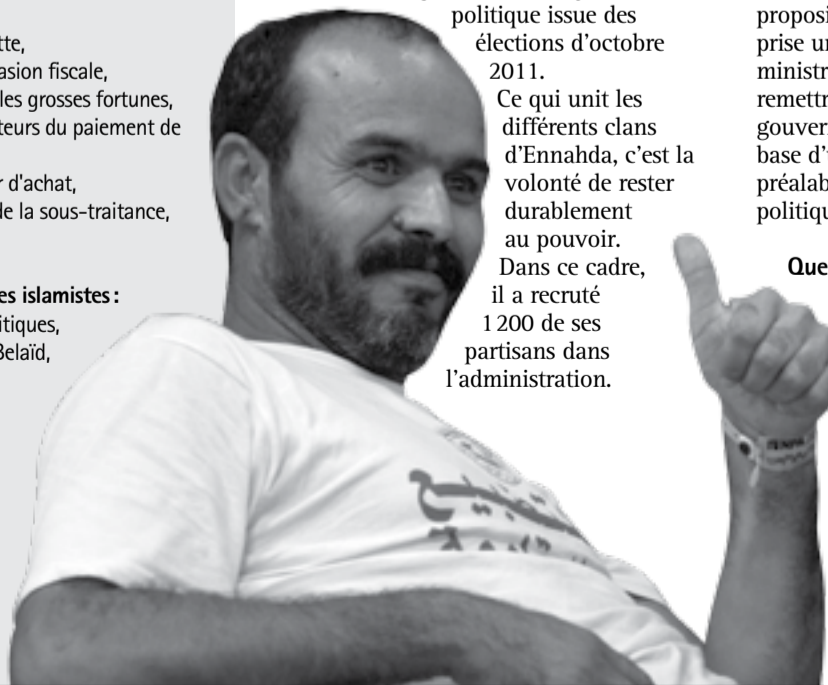 tte,
asion fiscale,
les grosses fortunes,
teurs du paiement de
r d'achat,
de la sous-traitance,
es islamistes :
itiques,
Belaïd,
politique issue des
élections d’octobre
2011.
Ce qui unit les
différents clans
d’Ennahda, c’est la
volonté de rester
durablement
au pouvoir.
Dans ce cadre,
il a recruté
1 200 de ses
partisans dans
l’administration.
proposi
prise u
ministr
remettr
gouver
base d’
préalab
politiqu
Que